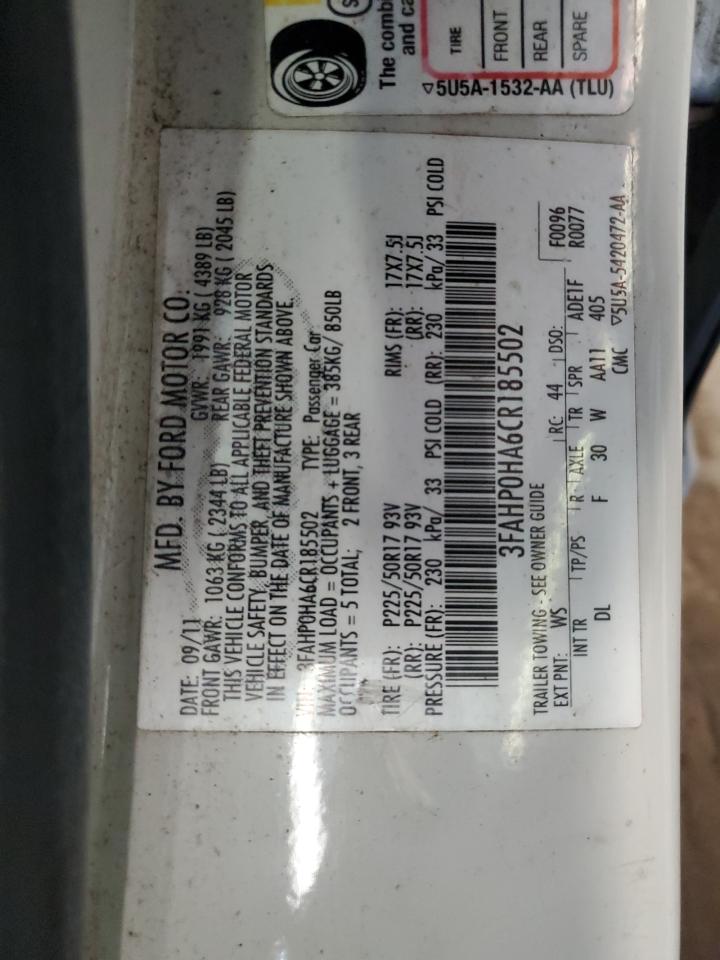 The combi
and ca
TIRE
FRONT
REAR
SPARE
▽5U5A-1532-AA (TLU)
MFD. BY FORD MOTOR CO.
DATE: 09/11 GVWR: 1991 KG ( 4389 LB)
FRONT GAWR: 1063 KG ( 2344 LB) REAR GAWR: 928 KG ( 2045 LB)
THIS VEHICLE CONFORMS TO ALL APPLICABLE FEDERAL MOTOR
VEHICLE SAFETY, BUMPER, AND THEFT PREVENTION STANDARDS
IN EFFECT ON THE DATE OF MANUFACTURE SHOWN ABOVE.
VIN: 3FAHP0HA6CR185502 TYPE: Passenger Car
MAXIMUM LOAD = OCCUPANTS + LUGGAGE = 385KG/ 850LB
OCCUPANTS = 5 TOTAL; 2 FRONT, 3 REAR
TIRE (FR): P225/50R17 93V RIMS (FR): 17X7.5J
(RR): P225/50R17 93V (RR): 17X7.5J
PRESSURE (FR): 230 kPa/ 33 PSI COLD (RR): 230 kPa/ 33 PSI COLD
3FAHP0HA6CR185502
TRAILER TOWING - SEE OWNER GUIDE
F0096
R0077
EXT PNT: WS RC: 44 DSO:
INT TR TP/PS R AXLE TR SPR ADE1F
DL F 30 W AA11 405
CMC ▽5U5A-5420472-AA